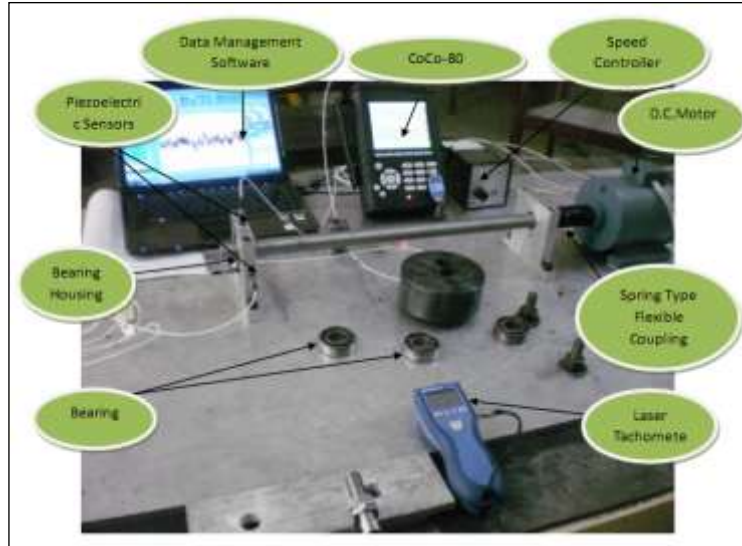 Data Management
Software
CoCo-80
Speed
Controller
Piezoelectri
c Sensors
D.C.Motor
Bearing
Housing
Spring Type
Flexible
Coupling
Bearing
Laser
Tachomete